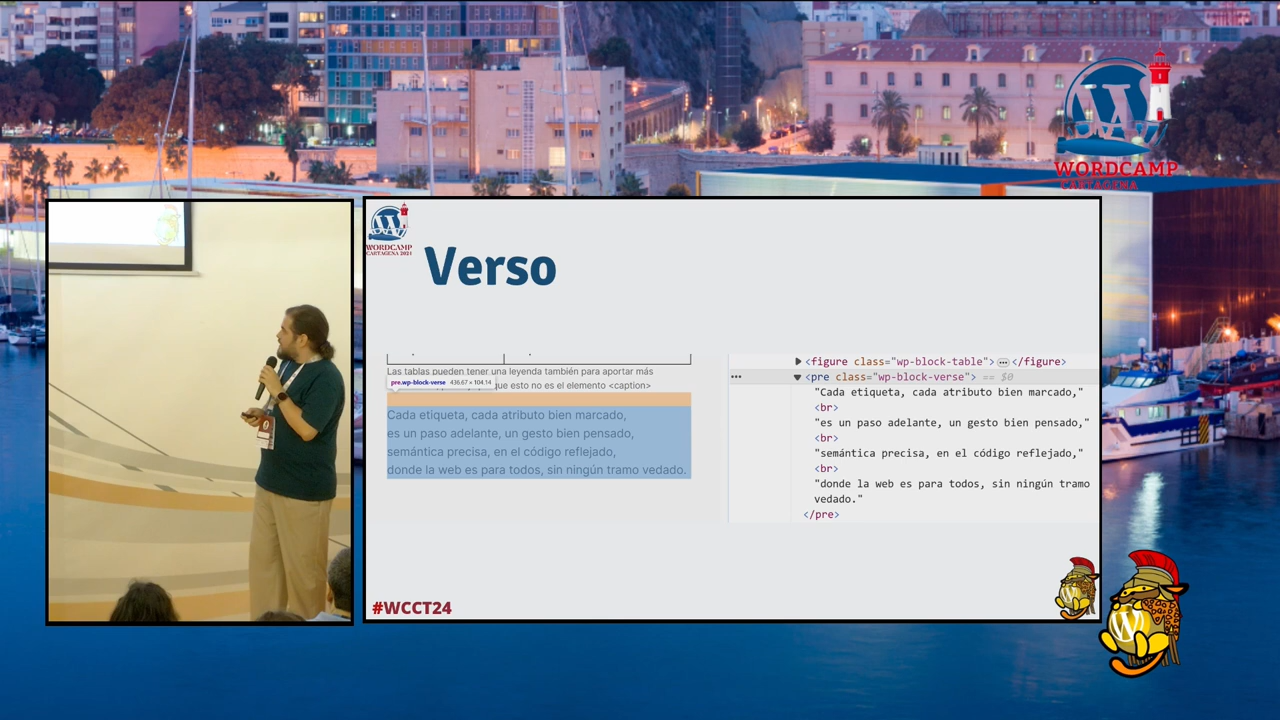 WORDCAMP
CARTAGENA
WORDCAMP
CARTAGENA 2024
Verso
Las tablas pueden tener una leyenda también para aportar más
pre.wp-block-verse 436.67 × 104.14
que esto no es el elemento <caption>
Cada etiqueta, cada atributo bien marcado,
es un paso adelante, un gesto bien pensado,
semántica precisa, en el código reflejado,
donde la web es para todos, sin ningún tramo vedado.
<figure class="wp-block-table"> ••• </figure>
••• <pre class="wp-block-verse"> == $0
"Cada etiqueta, cada atributo bien marcado,"
<br>
"es un paso adelante, un gesto bien pensado,"
<br>
"semántica precisa, en el código reflejado,"
<br>
"donde la web es para todos, sin ningún tramo
vedado."
</pre>
#WCCT24